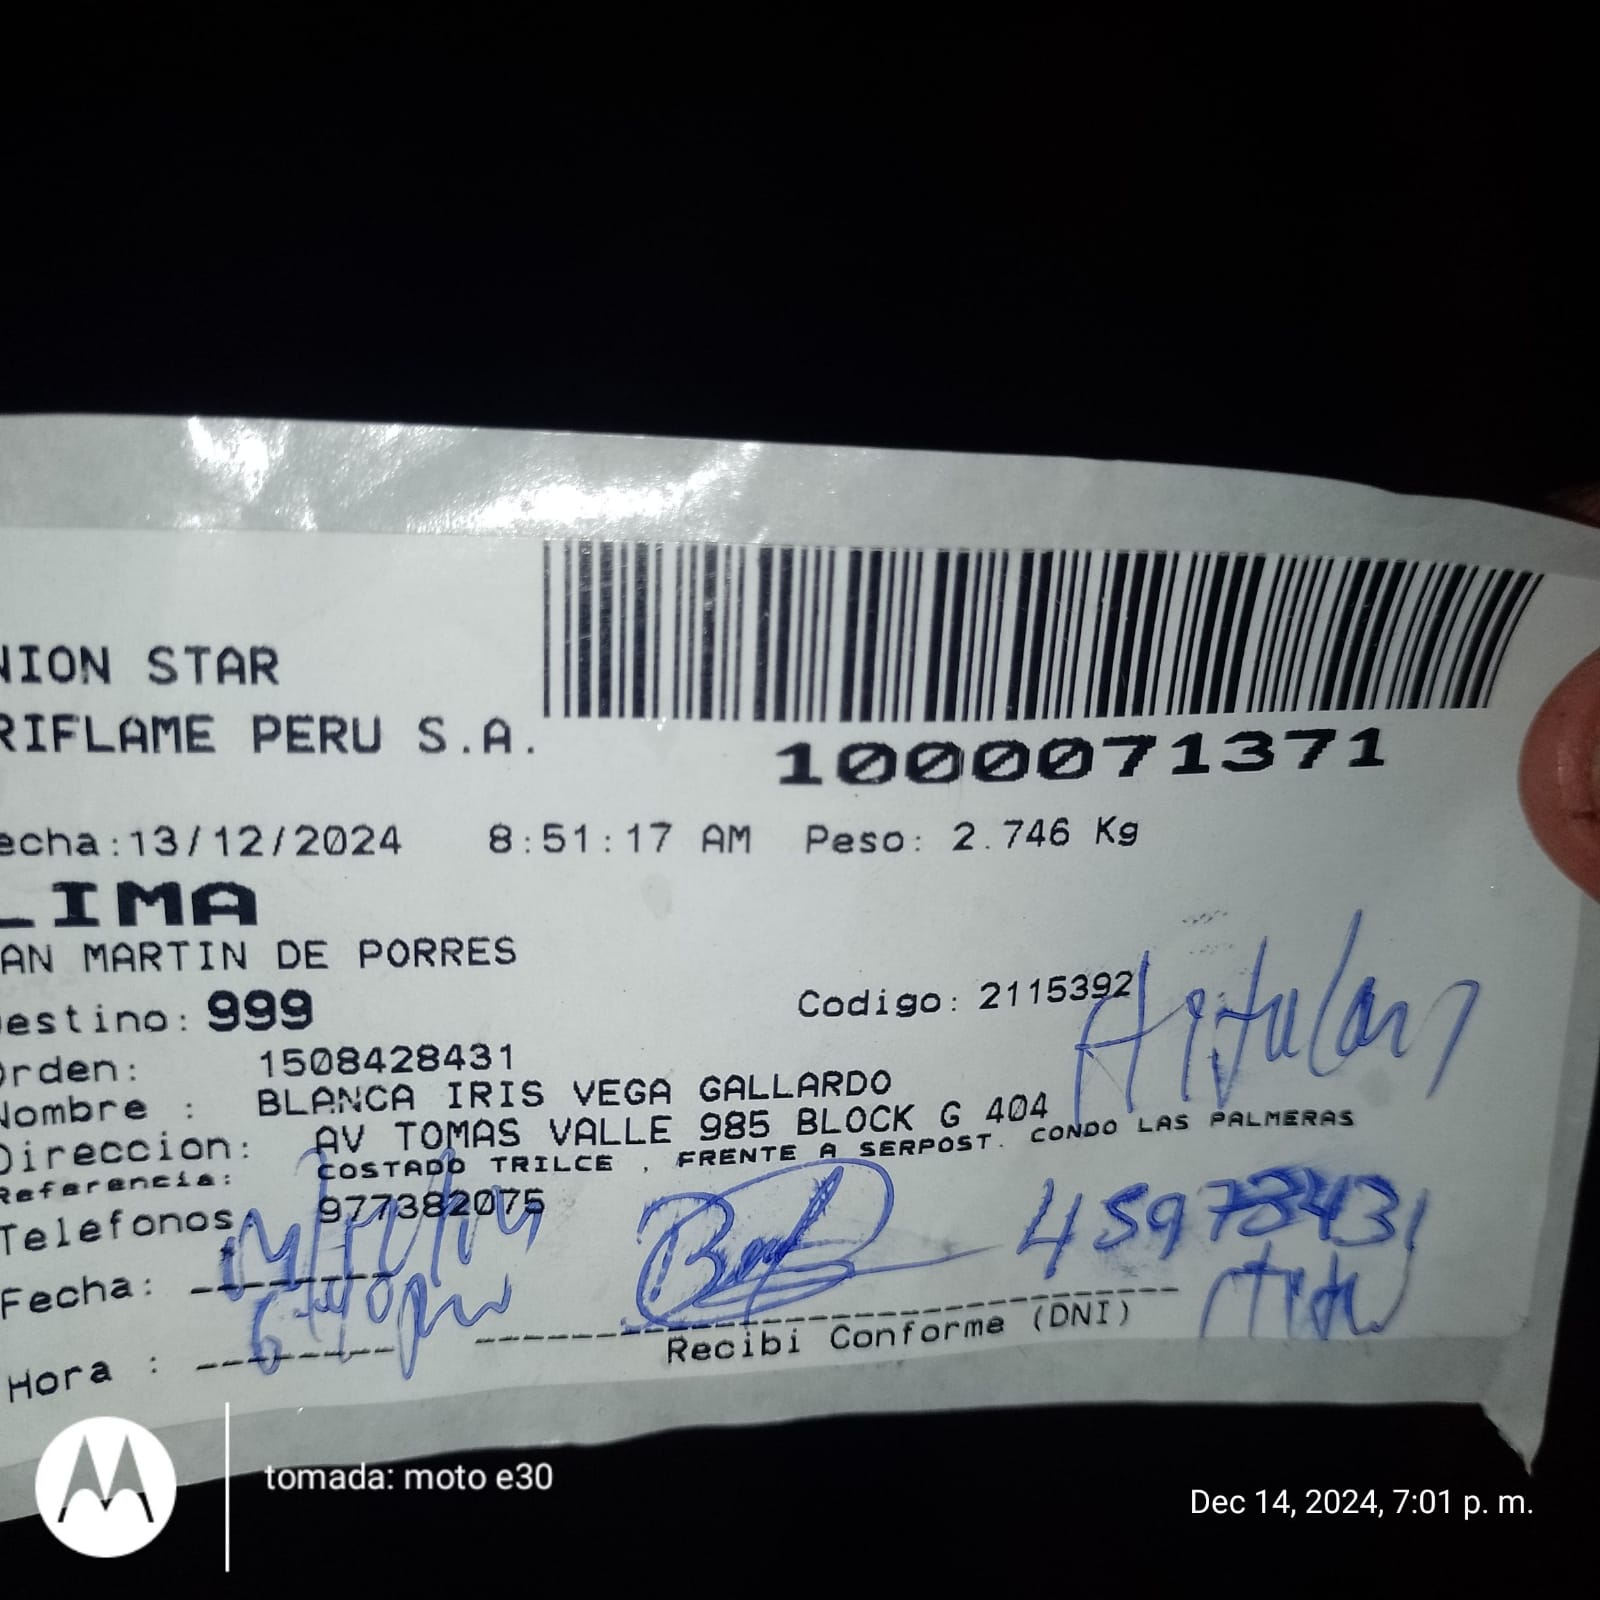 NION STAR
RIFLAME PERU S.A.
1000071371
echa:13/12/2024 8:51:17 AM Peso: 2.746 Kg
LIMA
AN MARTIN DE PORRES
estino: 999 Codigo: 2115392
Titular
Orden: 1508428431
Nombre : BLANCA IRIS VEGA GALLARDO
Direccion: AV TOMAS VALLE 985 BLOCK G 404
Referencia: COSTADO TRILCE , FRENTE A SERPOST. CONDO LAS PALMERAS
Telefonos: 977382075
Fecha:
Hora :
Recibi Conforme (DNI)
tomada: moto e30
Dec 14, 2024, 7:01 p. m.